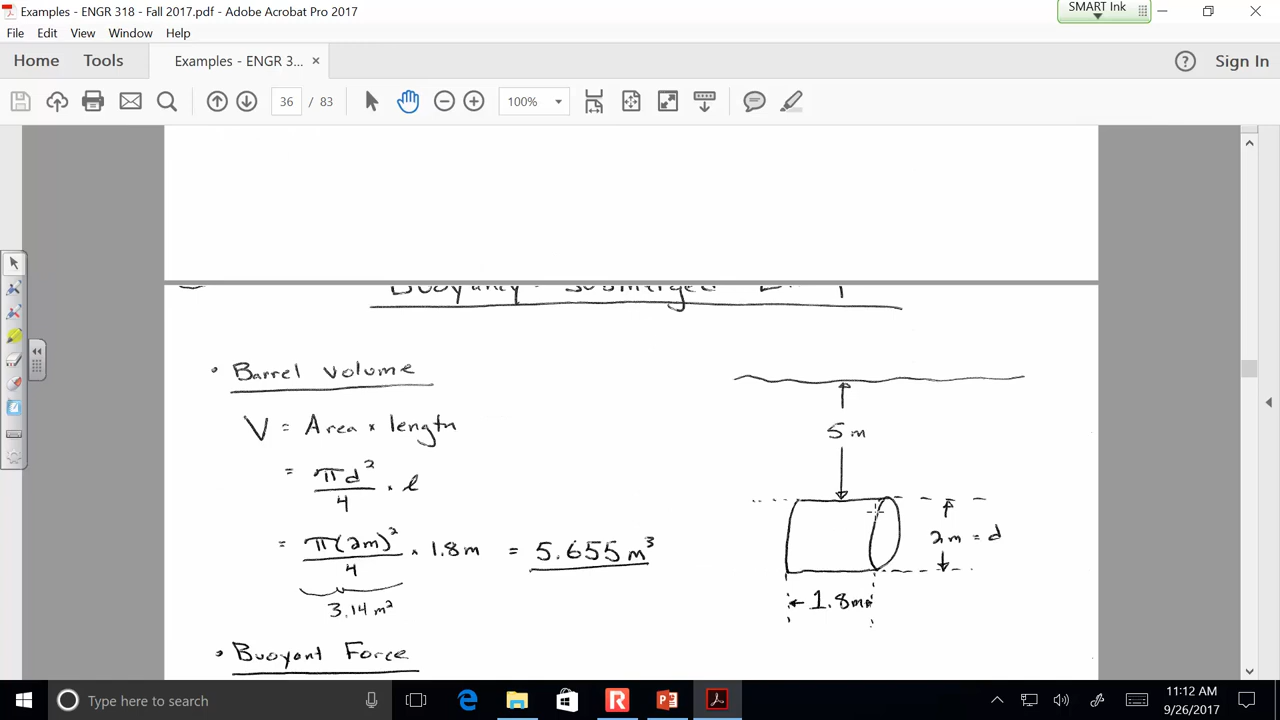 Examples - ENGR 318 - Fall 2017.pdf - Adobe Acrobat Pro 2017
SMART Ink
File Edit View Window Help
Home Tools Examples - ENGR 3... × Sign In
36 / 83 100%
Buoyancy - Submerged
• Barrel Volume
V = Area × length
= πd²/4 · l
= π(2m)²/4 × 1.8m = 5.655 m³
3.14 m²
5 m
2m = d
1.8m
• Buoyant Force
Type here to search
11:12 AM
9/26/2017